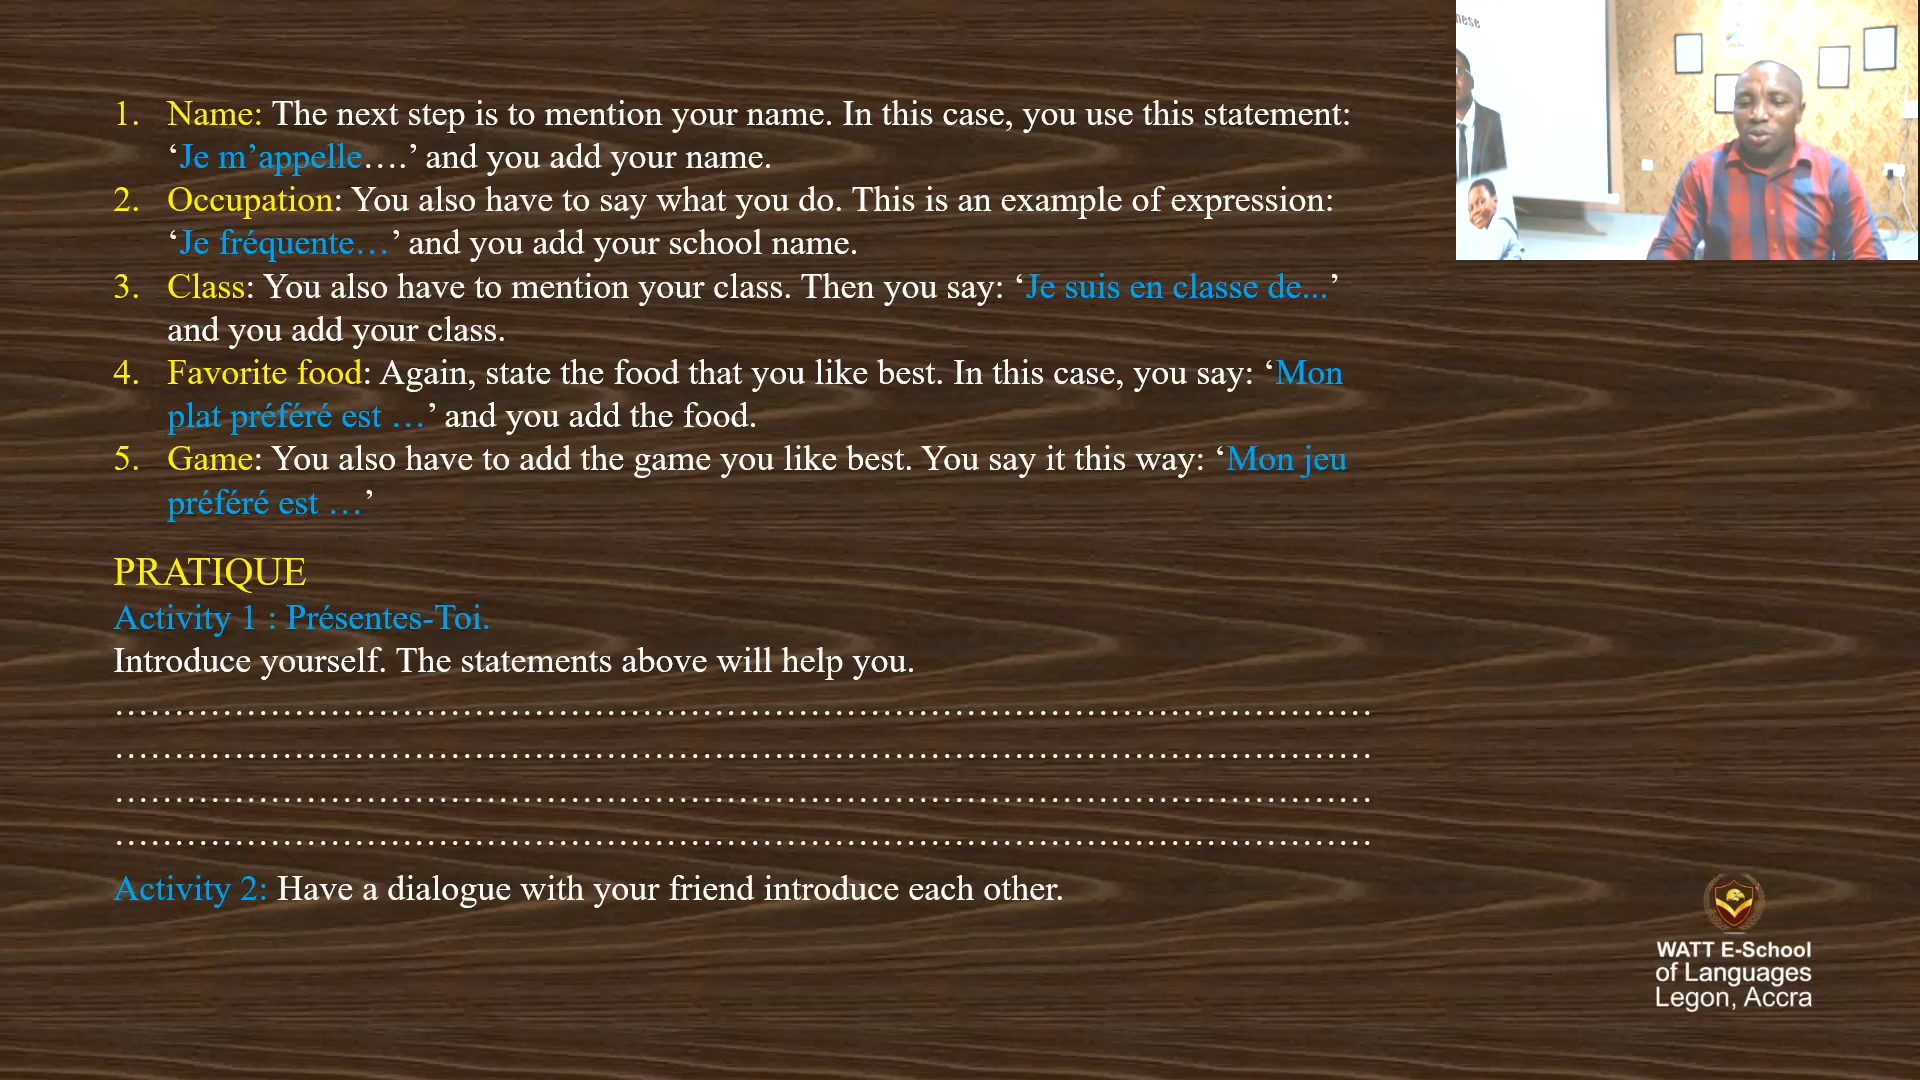 1. Name: The next step is to mention your name. In this case, you use this statement:
‘Je m’appelle….’ and you add your name.
2. Occupation: You also have to say what you do. This is an example of expression:
‘Je fréquente…’ and you add your school name.
3. Class: You also have to mention your class. Then you say: ‘Je suis en classe de...’
and you add your class.
4. Favorite food: Again, state the food that you like best. In this case, you say: ‘Mon
plat préféré est …’ and you add the food.
5. Game: You also have to add the game you like best. You say it this way: ‘Mon jeu
préféré est …’
PRATIQUE
Activity 1 : Présentes-Toi.
Introduce yourself. The statements above will help you.
………………………………………………………………………………………………
………………………………………………………………………………………………
………………………………………………………………………………………………
………………………………………………………………………………………………
Activity 2: Have a dialogue with your friend introduce each other.
WATT E-School
of Languages
Legon, Accra